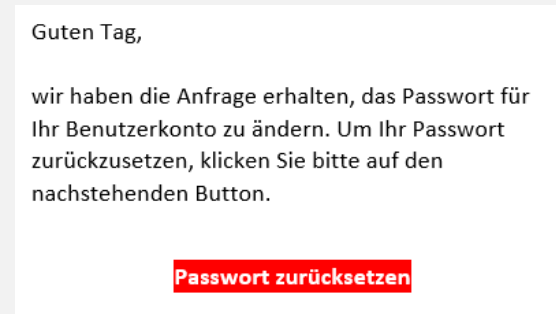 Guten Tag,
wir haben die Anfrage erhalten, das Passwort für
Ihr Benutzerkonto zu ändern. Um Ihr Passwort
zurückzusetzen, klicken Sie bitte auf den
nachstehenden Button.
Passwort zurücksetzen